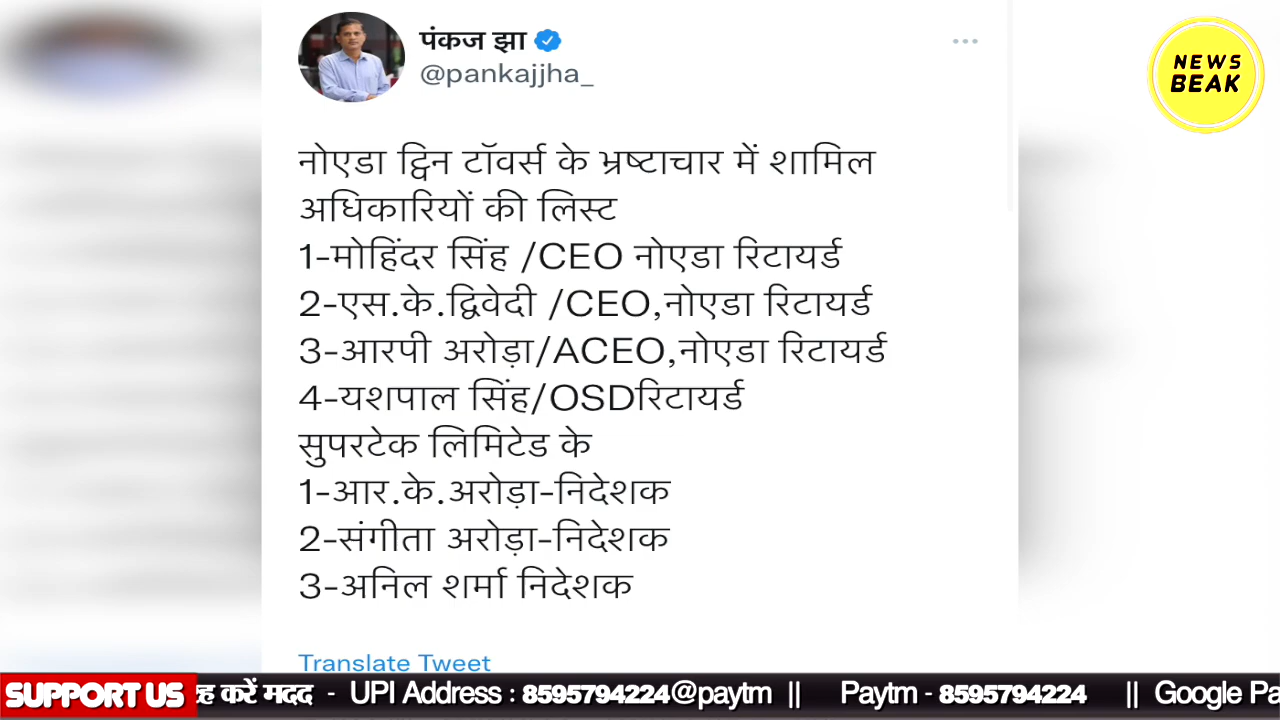 पंकज झा
@pankajjha_
NEWS
BEAK
नोएडा ट्विन टॉवर्स के भ्रष्टाचार में शामिल
अधिकारियों की लिस्ट
1-मोहिंदर सिंह /CEO नोएडा रिटायर्ड
2-एस.के.द्विवेदी /CEO,नोएडा रिटायर्ड
3-आरपी अरोड़ा/ACEO,नोएडा रिटायर्ड
4-यशपाल सिंह/OSDरिटायर्ड
सुपरटेक लिमिटेड के
1-आर.के.अरोड़ा-निदेशक
2-संगीता अरोड़ा-निदेशक
3-अनिल शर्मा निदेशक
Translate Tweet
SUPPORT US करें मदद - UPI Address : 8595794224@paytm || Paytm - 8595794224 || Google Pa